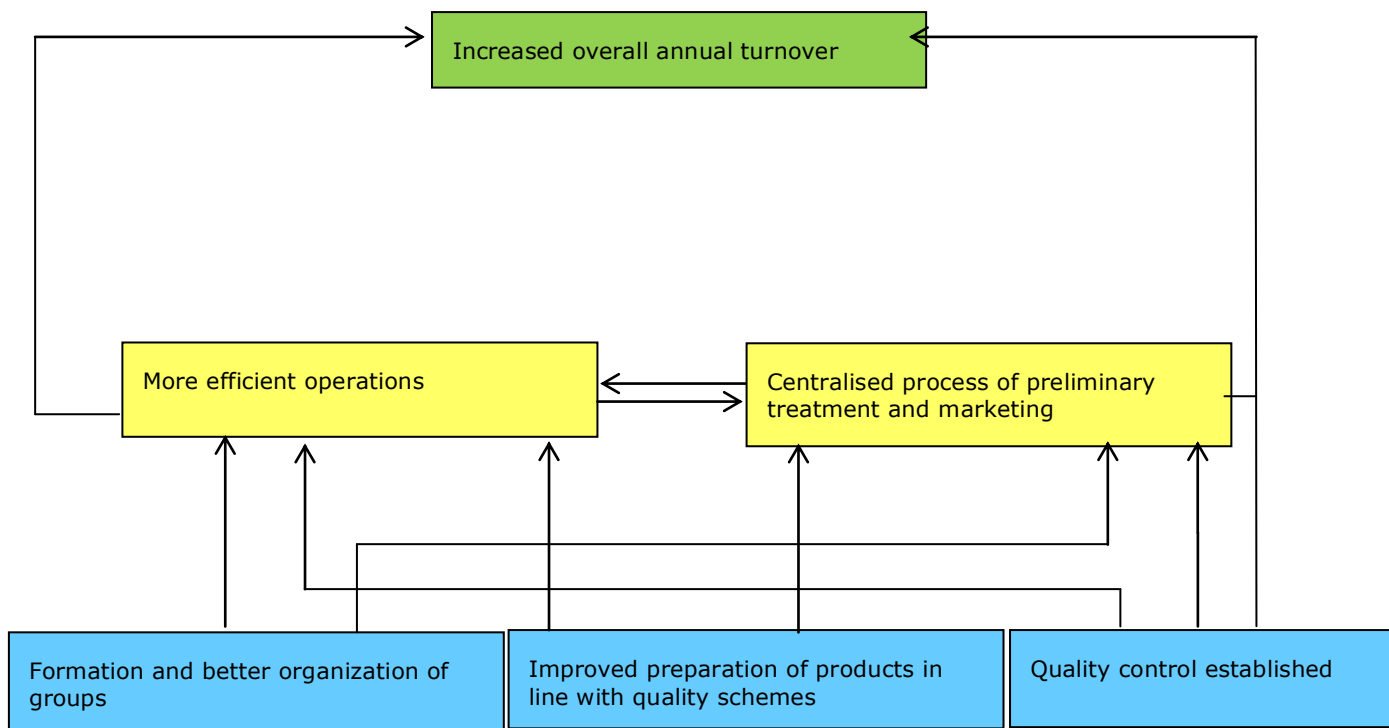 Increased overall annual turnover
More efficient operations
Centralised process of preliminary
treatment and marketing
Formation and better organization of
groups
Improved preparation of products in
line with quality schemes
Quality control established